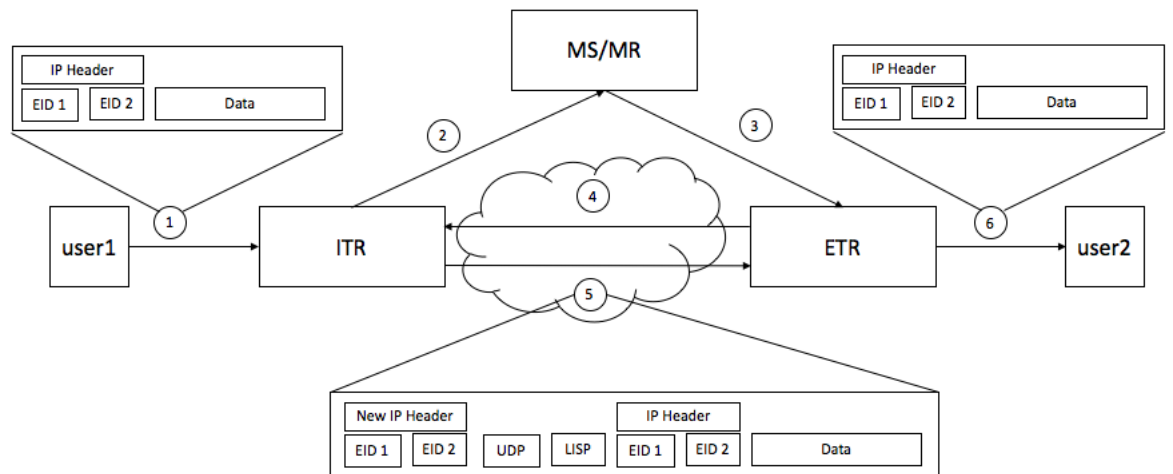 MS/MR
IP Header
EID 1 EID 2 Data
IP Header
EID 1 EID 2 Data
2
3
4
1
6
user1
ITR
ETR
user2
5
New IP Header
IP Header
EID 1 EID 2 UDP LISP EID 1 EID 2 Data